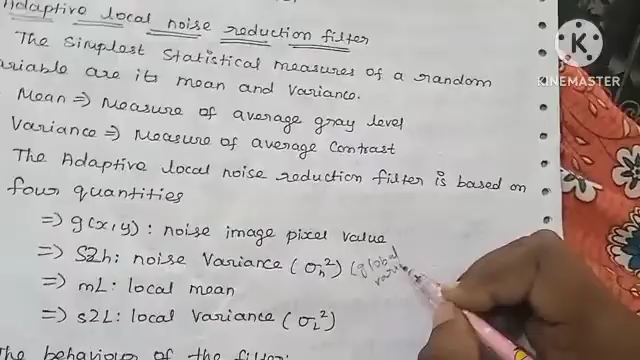 Adaptive local noise reduction filter
The Simplest Statistical measures of a random
variable are its mean and variance.
Mean => Measure of average gray level
Variance => Measure of average Contrast
The Adaptive local noise reduction filter is based on
four quantities
=> g(x,y) : noise image pixel value
=> S2h: noise Variance (σn²) (global
=> mL: local mean
=> s2L: local variance (σL²)
The behaviour of the filter:
KINEMASTER